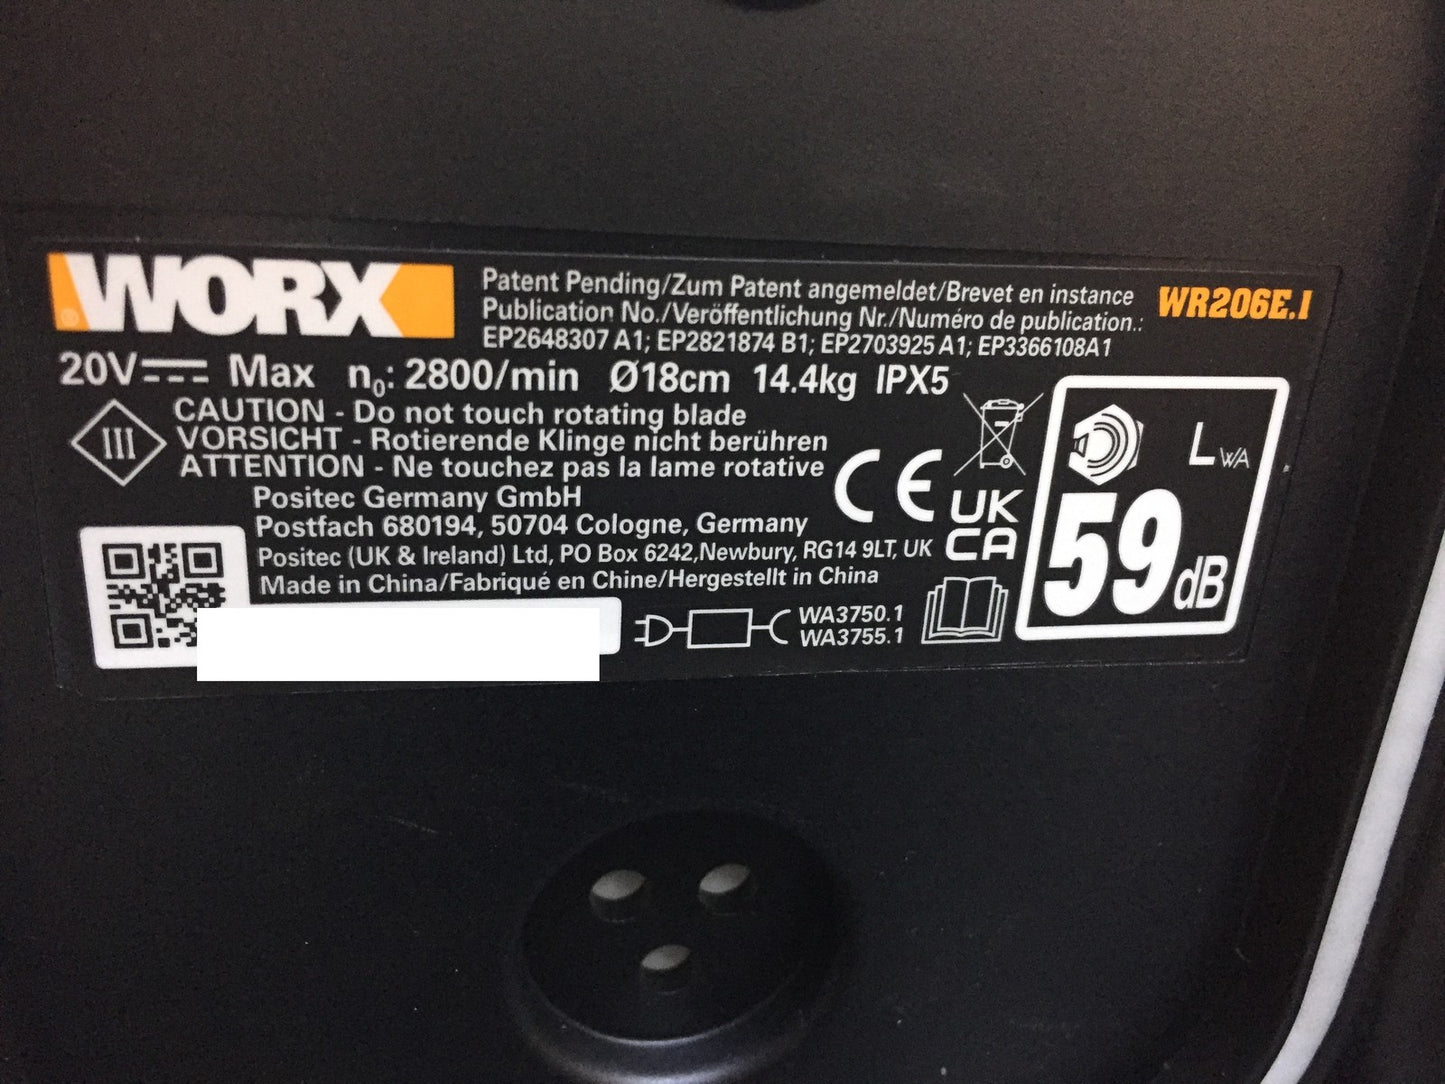 WORX
Patent Pending/Zum Patent angemeldet/Brevet en instance
WR206E.1
Publication No./Veröffentlichung Nr./Numéro de publication.:
EP2648307 A1; EP2821874 B1; EP2703925 A1; EP3366108A1
20V Max n0: 2800/min Ø18cm 14.4kg IPX5
III
CAUTION - Do not touch rotating blade
VORSICHT - Rotierende Klinge nicht berühren
ATTENTION - Ne touchez pas la lame rotative
Positec Germany GmbH
Postfach 680194, 50704 Cologne, Germany
Positec (UK & Ireland) Ltd, PO Box 6242,Newbury, RG14 9LT, UK
Made in China/Fabriqué en Chine/Hergestellt in China
CE
UK
CA
WA3750.1
WA3755.1
LWA
59dB